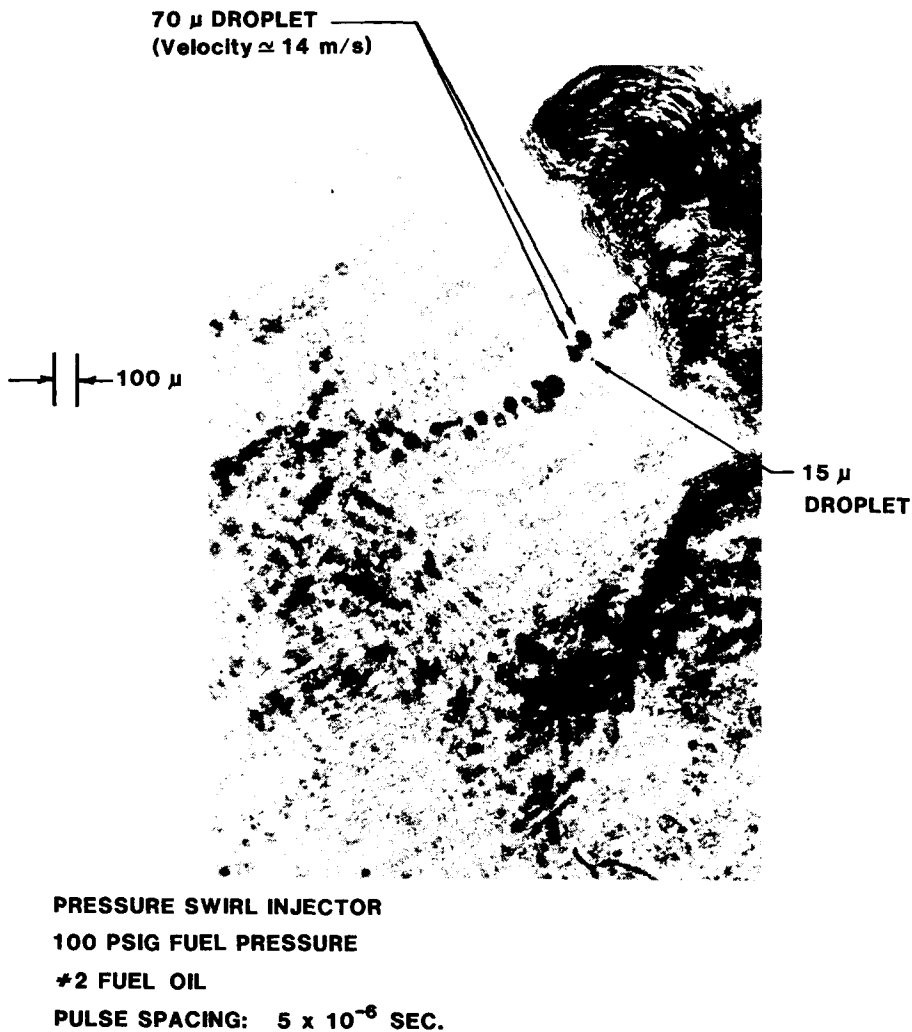 70 μ DROPLET
(Velocity ≃ 14 m/s)
100 μ
15 μ
DROPLET
PRESSURE SWIRL INJECTOR
100 PSIG FUEL PRESSURE
#2 FUEL OIL
PULSE SPACING: 5 x 10⁻⁶ SEC.